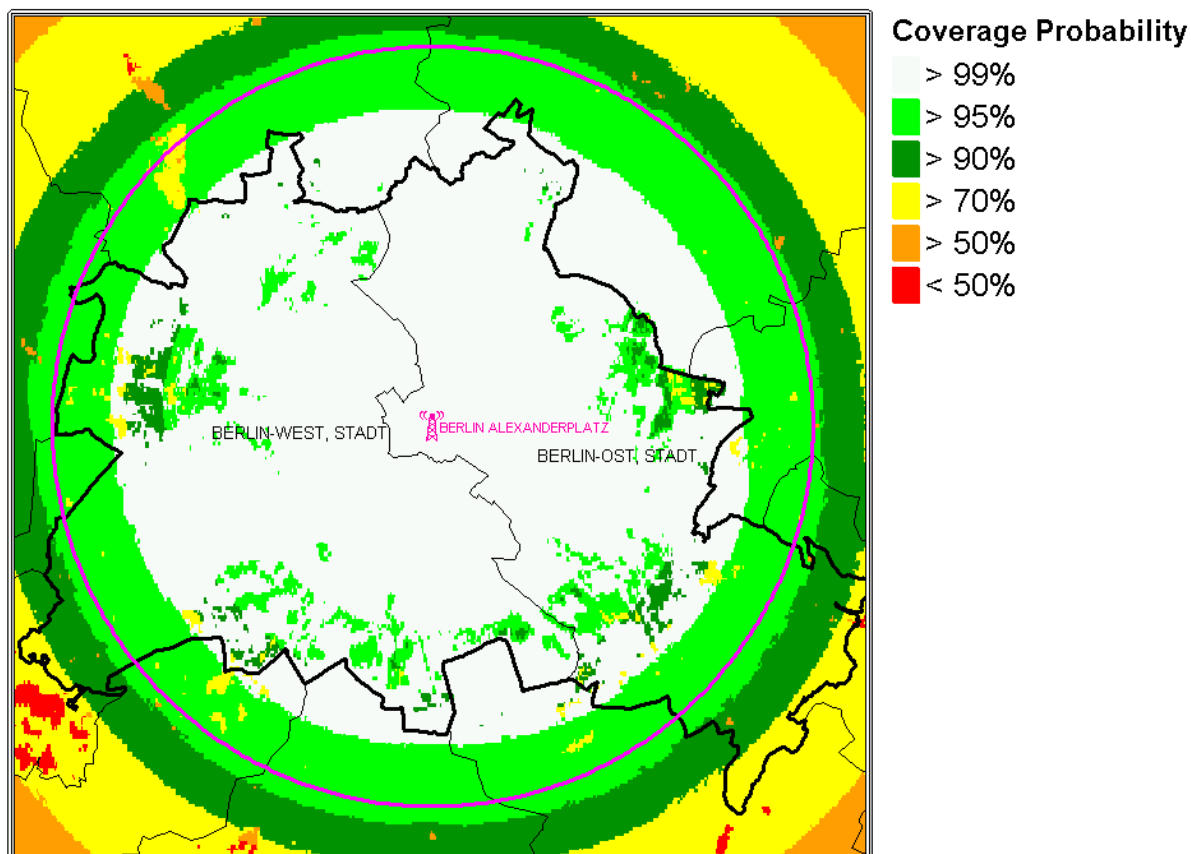 Coverage Probability
> 99%
> 95%
> 90%
> 70%
> 50%
< 50%
BERLIN ALEXANDERPLATZ
BERLIN-WEST, STADT
BERLIN-OST, STADT